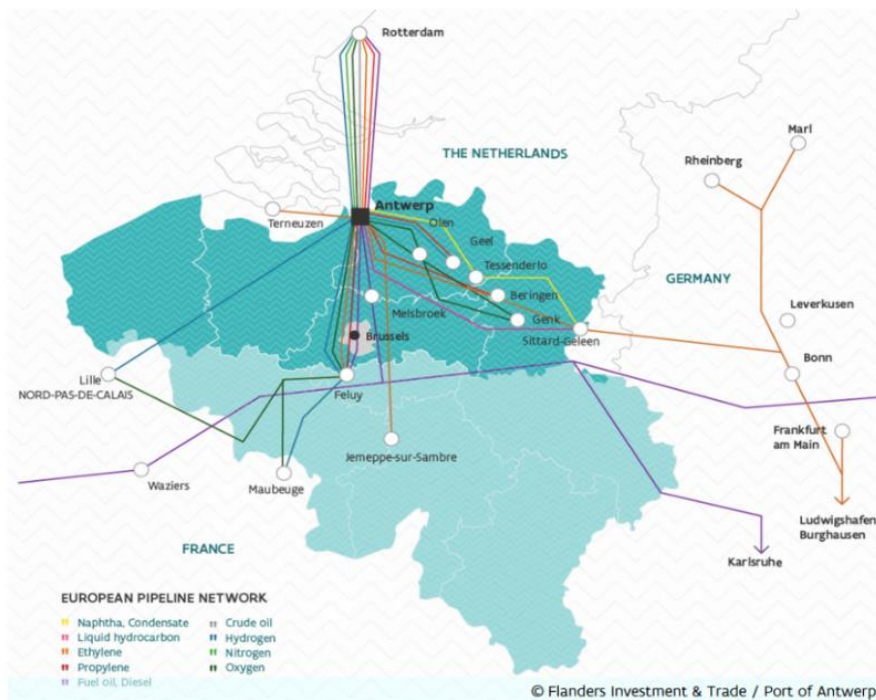 Rotterdam
Marl
THE NETHERLANDS
Rheinberg
Antwerp
Terneuzen
Olen
Geel
Tessenderlo
GERMANY
Beringen
Melsbroek
Genk
Leverkusen
Brussels
Sittard-Geleen
Bonn
Lille
NORD-PAS-DE-CALAIS
Feluy
Frankfurt
am Main
Jemeppe-sur-Sambre
Waziers
Maubeuge
Ludwigshafen
Burghausen
FRANCE
Karlsruhe
EUROPEAN PIPELINE NETWORK
Naphtha, Condensate
Liquid hydrocarbon
Ethylene
Propylene
Fuel oil, Diesel
Crude oil
Hydrogen
Nitrogen
Oxygen
© Flanders Investment & Trade / Port of Antwerp